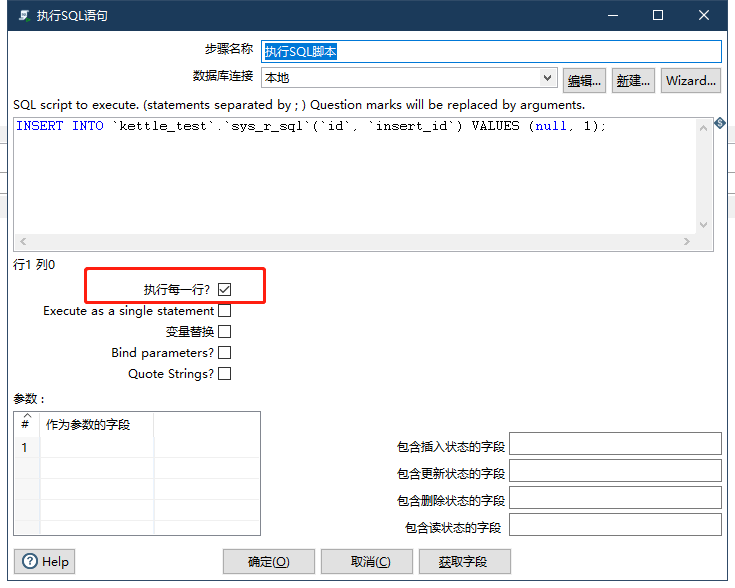 执行SQL语句
步骤名称 执行SQL脚本
数据库连接 本地 编辑... 新建... Wizard...
SQL script to execute. (statements separated by ; ) Question marks will be replaced by arguments.
INSERT INTO `kettle_test`.`sys_r_sql`(`id`, `insert_id`) VALUES (null, 1);
行1 列0
执行每一行?
Execute as a single statement
变量替换
Bind parameters?
Quote Strings?
参数：
# 作为参数的字段
1
包含插入状态的字段
包含更新状态的字段
包含删除状态的字段
包含读状态的字段
Help 确定(O) 取消(C) 获取字段